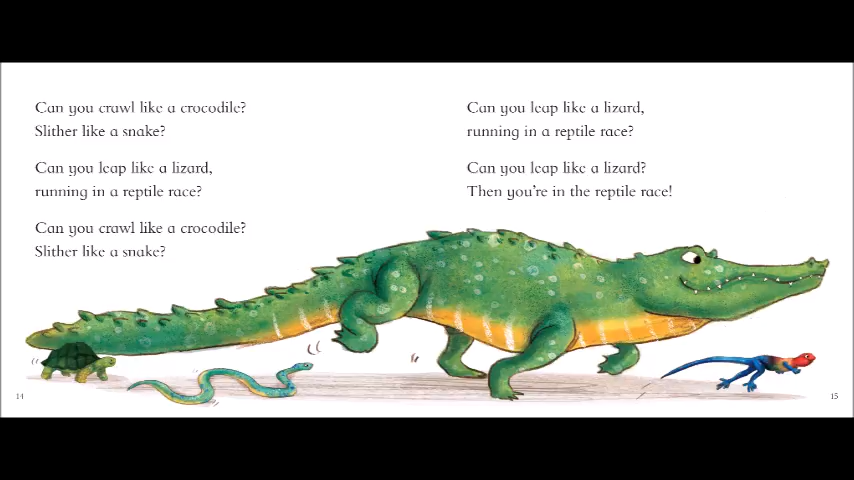 Can you crawl like a crocodile?
Slither like a snake?
Can you leap like a lizard,
running in a reptile race?
Can you crawl like a crocodile?
Slither like a snake?
14
Can you leap like a lizard,
running in a reptile race?
Can you leap like a lizard?
Then you're in the reptile race!
15